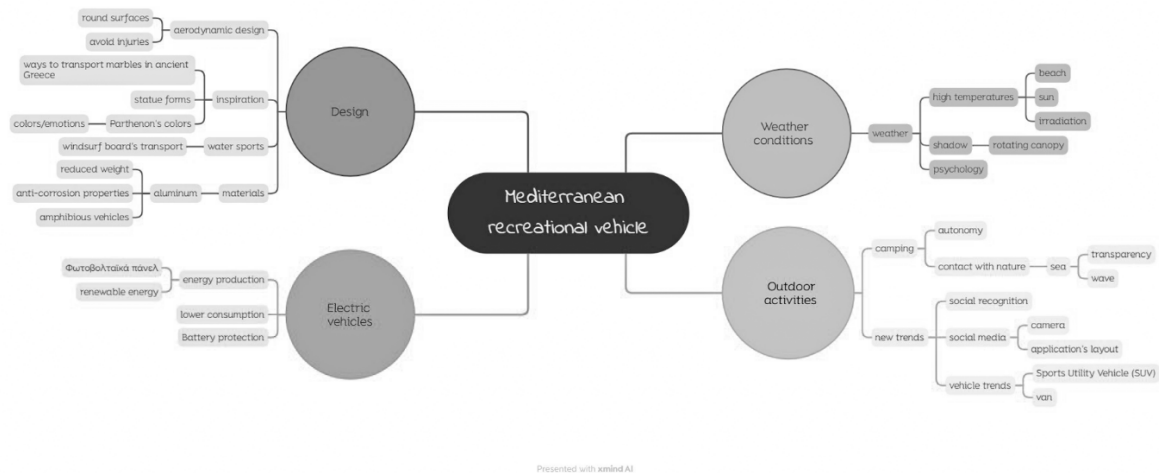 Mediterranean
recreational vehicle
Design
aerodynamic design
round surfaces
avoid injuries
inspiration
ways to transport marbles in ancient
Greece
statue forms
Parthenon's colors
colors/emotions
water sports
windsurf board's transport
materials
aluminum
reduced weight
anti-corrosion properties
amphibious vehicles
Electric
vehicles
energy production
Φωτοβολταϊκά πάνελ
renewable energy
lower consumption
Battery protection
Weather
conditions
weather
high temperatures
beach
sun
irradiation
shadow
rotating canopy
psychology
Outdoor
activities
camping
autonomy
contact with nature
sea
transparency
wave
new trends
social recognition
social media
camera
application's layout
vehicle trends
Sports Utility Vehicle (SUV)
van
Presented with xmind AI